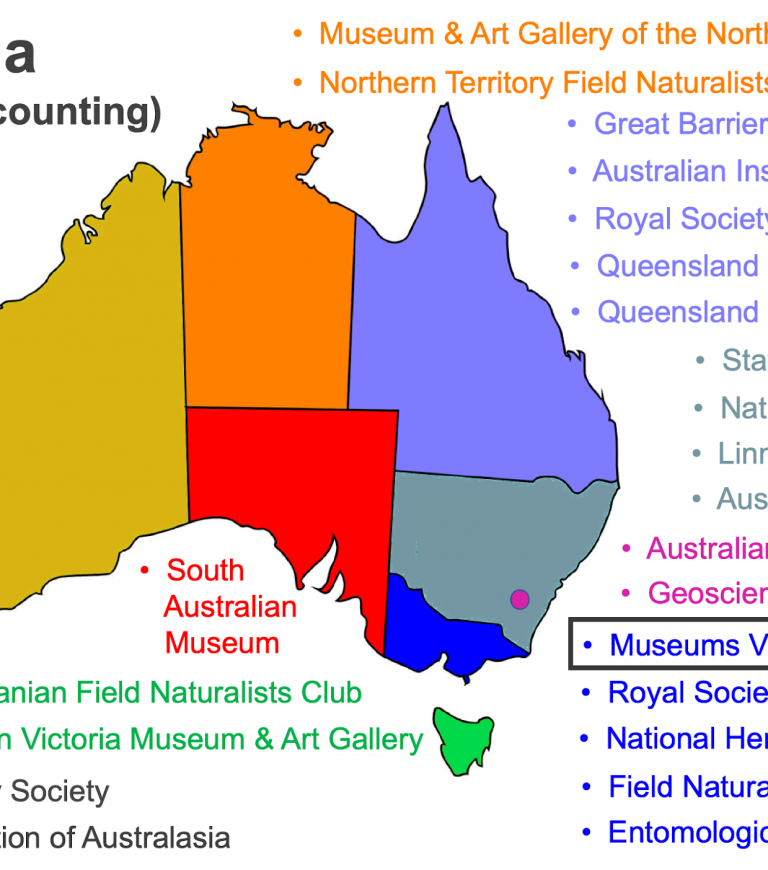 a
counting)
• Museum & Art Gallery of the North
• Northern Territory Field Naturalists
• Great Barrier
• Australian Ins
• Royal Society
• Queensland
• Queensland
• Sta
• Nat
• Linn
• Aus
• Australian
• Geoscien
• South
Australian
Museum
• Museums V
• Royal Socie
• National Her
• Field Natura
• Entomologic
anian Field Naturalists Club
n Victoria Museum & Art Gallery
y Society
tion of Australasia